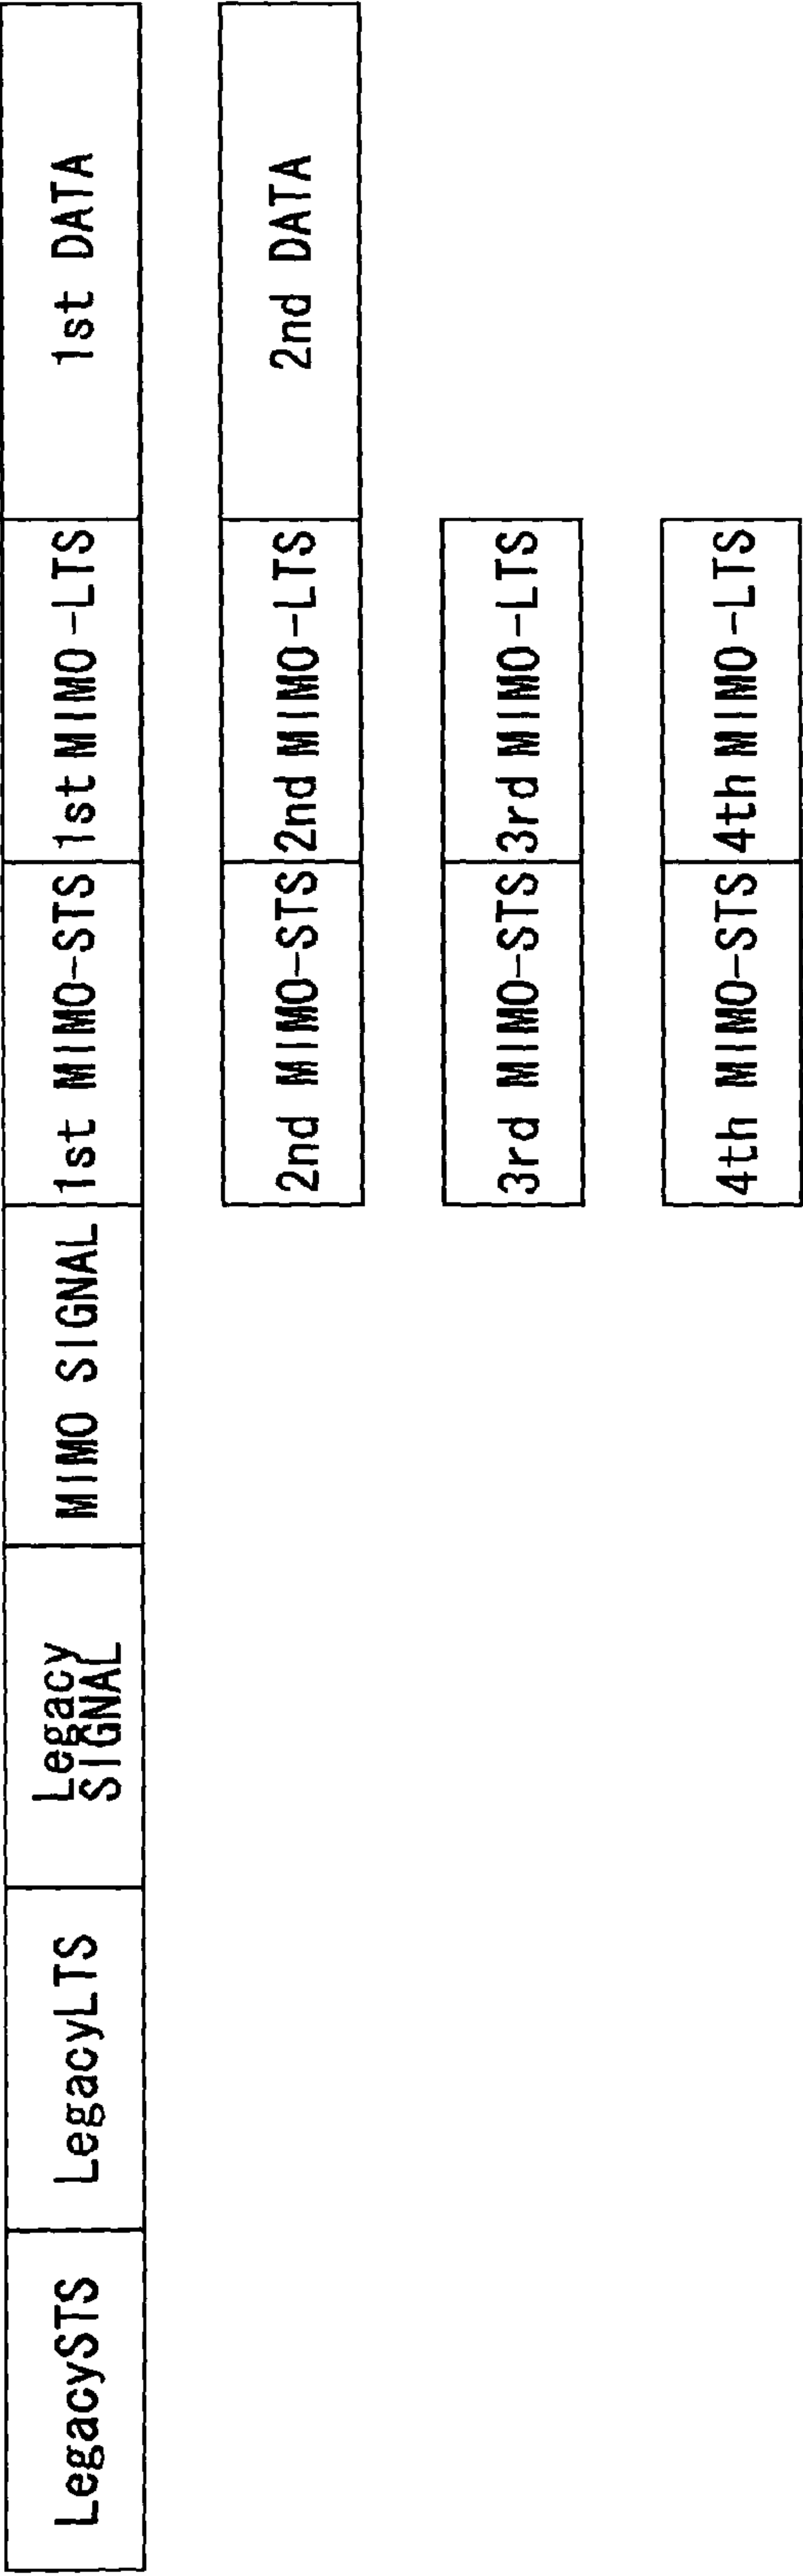 LegacySTS
LegacyLTS
Legacy
SIGNAL
MIMO SIGNAL
1st MIMO-STS
1st MIMO-LTS
1st DATA
2nd MIMO-STS
2nd MIMO-LTS
2nd DATA
3rd MIMO-STS
3rd MIMO-LTS
4th MIMO-STS
4th MIMO-LTS